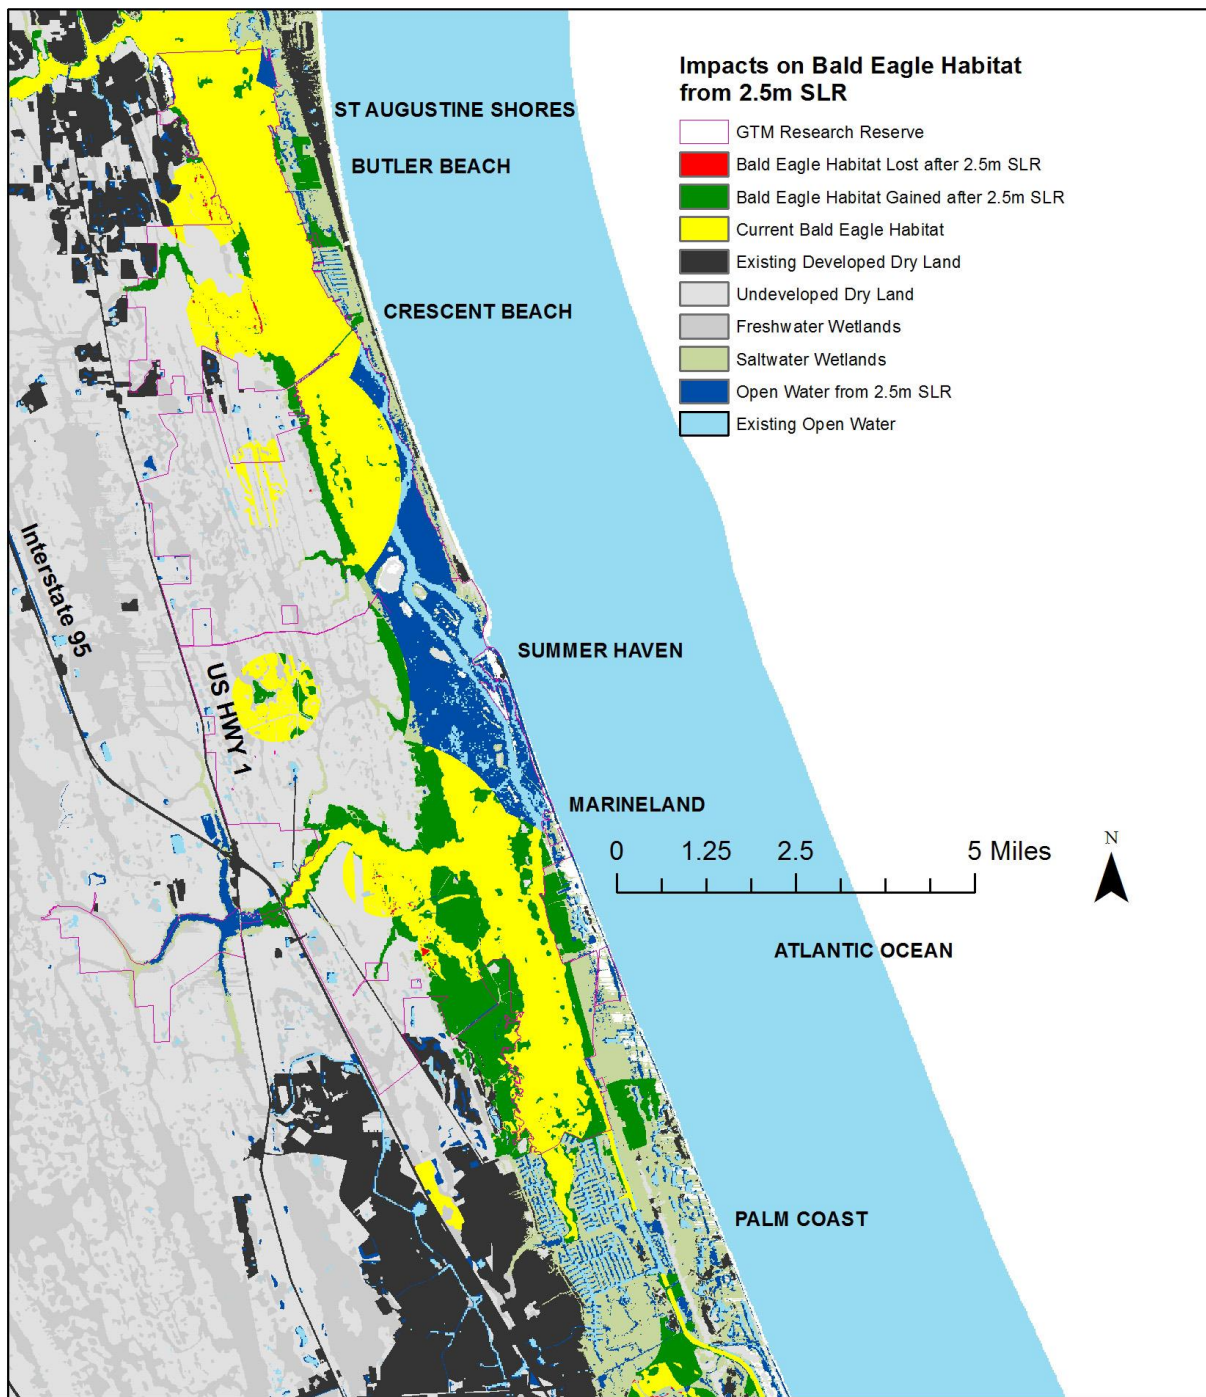 Impacts on Bald Eagle Habitat
from 2.5m SLR
GTM Research Reserve
Bald Eagle Habitat Lost after 2.5m SLR
Bald Eagle Habitat Gained after 2.5m SLR
Current Bald Eagle Habitat
Existing Developed Dry Land
Undeveloped Dry Land
Freshwater Wetlands
Saltwater Wetlands
Open Water from 2.5m SLR
Existing Open Water
ST AUGUSTINE SHORES
BUTLER BEACH
CRESCENT BEACH
Interstate 95
US HWY 1
SUMMER HAVEN
MARINELAND
0 1.25 2.5 5 Miles
N
ATLANTIC OCEAN
PALM COAST